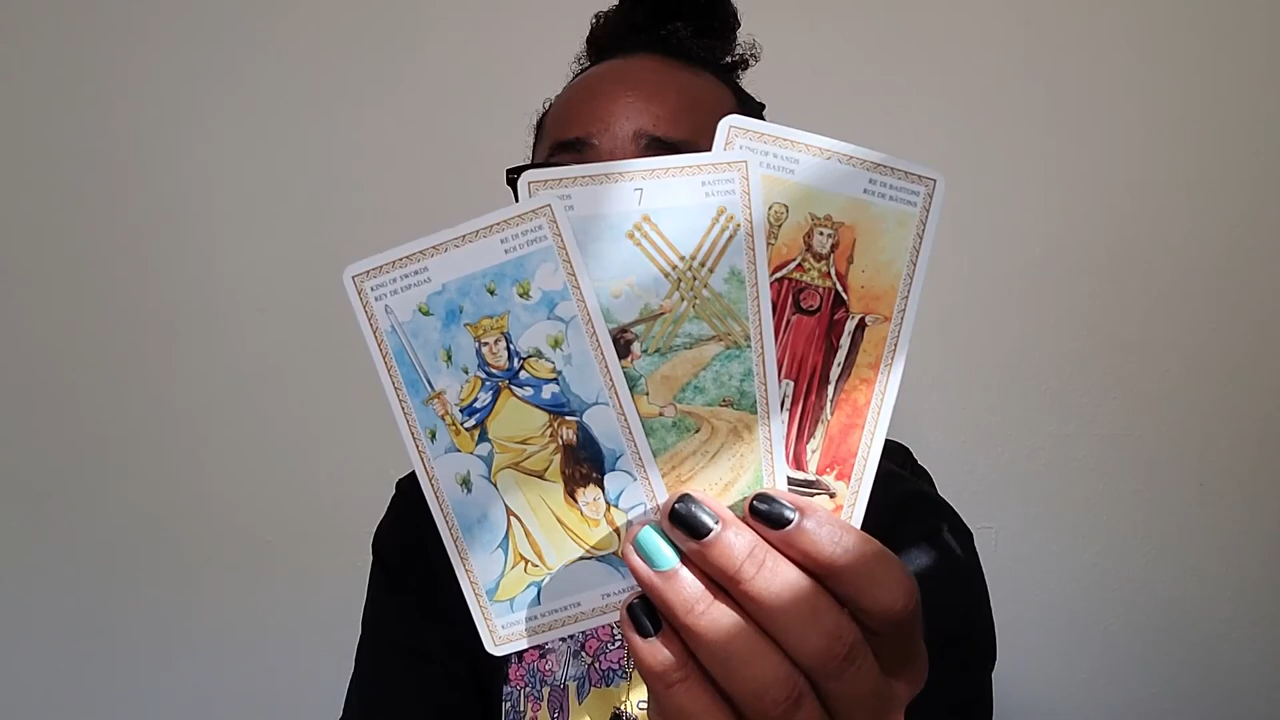 KING OF SWORDS
REY DE ESPADAS
RE DI SPADE
ROI D'ÉPÉES
KÖNIG DER SCHWERTER
7
BASTONI
BÂTONS
KING OF WANDS
RE DI BASTONI
ROI DE BÂTONS